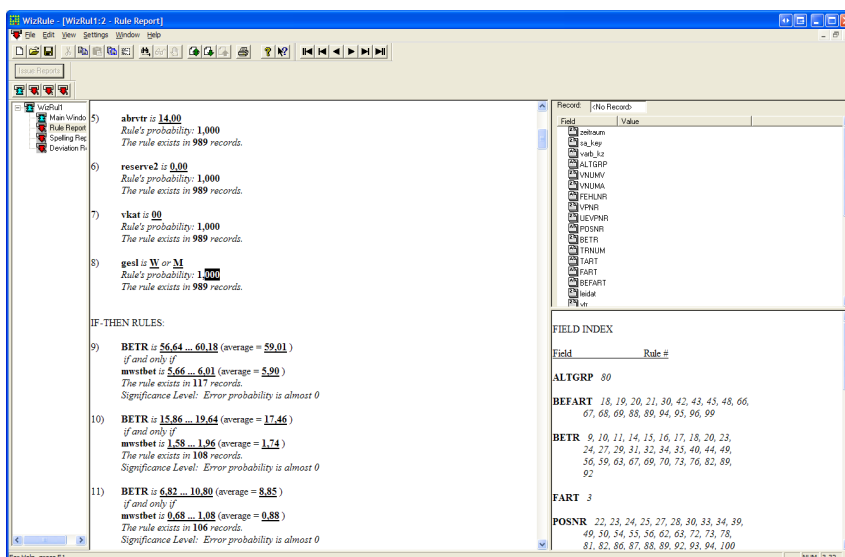 WizRule - [WizRul1:2 - Rule Report]
File Edit View Settings Window Help
Issue Reports
WizRul1
Main Windo
Rule Report
Spelling Rep
Deviation R
5) abrvtr is 14,00
Rule's probability: 1,000
The rule exists in 989 records.
6) reserve2 is 0,00
Rule's probability: 1,000
The rule exists in 989 records.
7) vkat is 00
Rule's probability: 1,000
The rule exists in 989 records.
8) gesl is W or M
Rule's probability: 1,000
The rule exists in 989 records.
IF-THEN RULES:
9) BETR is 56,64 ... 60,18 (average = 59,01 )
if and only if
mwstbet is 5,66 ... 6,01 (average = 5,90 )
The rule exists in 117 records.
Significance Level: Error probability is almost 0
10) BETR is 15,86 ... 19,64 (average = 17,46 )
if and only if
mwstbet is 1,58 ... 1,96 (average = 1,74 )
The rule exists in 108 records.
Significance Level: Error probability is almost 0
11) BETR is 6,82 ... 10,80 (average = 8,85 )
if and only if
mwstbet is 0,68 ... 1,08 (average = 0,88 )
The rule exists in 106 records.
Significance Level: Error probability is almost 0
Record: <No Record>
Field Value
zeitraum
sa_key
varb_kz
ALTGRP
VNUMV
VNUMA
FEHLNR
VPNR
UEVPNR
POSNR
BETR
TRNUM
TART
FART
BEFART
leidat
FIELD INDEX
Field Rule #
ALTGRP 80
BEFART 18, 19, 20, 21, 30, 42, 43, 45, 48, 66,
67, 68, 69, 88, 89, 94, 95, 96, 99
BETR 9, 10, 11, 14, 15, 16, 17, 18, 20, 23,
24, 27, 29, 31, 32, 34, 35, 40, 44, 49,
56, 59, 63, 67, 69, 70, 73, 76, 82, 89,
92
FART 3
POSNR 22, 23, 24, 25, 27, 28, 30, 33, 34, 39,
49, 50, 54, 55, 56, 62, 63, 72, 73, 78,
81, 82, 86, 87, 88, 89, 92, 93, 94, 100